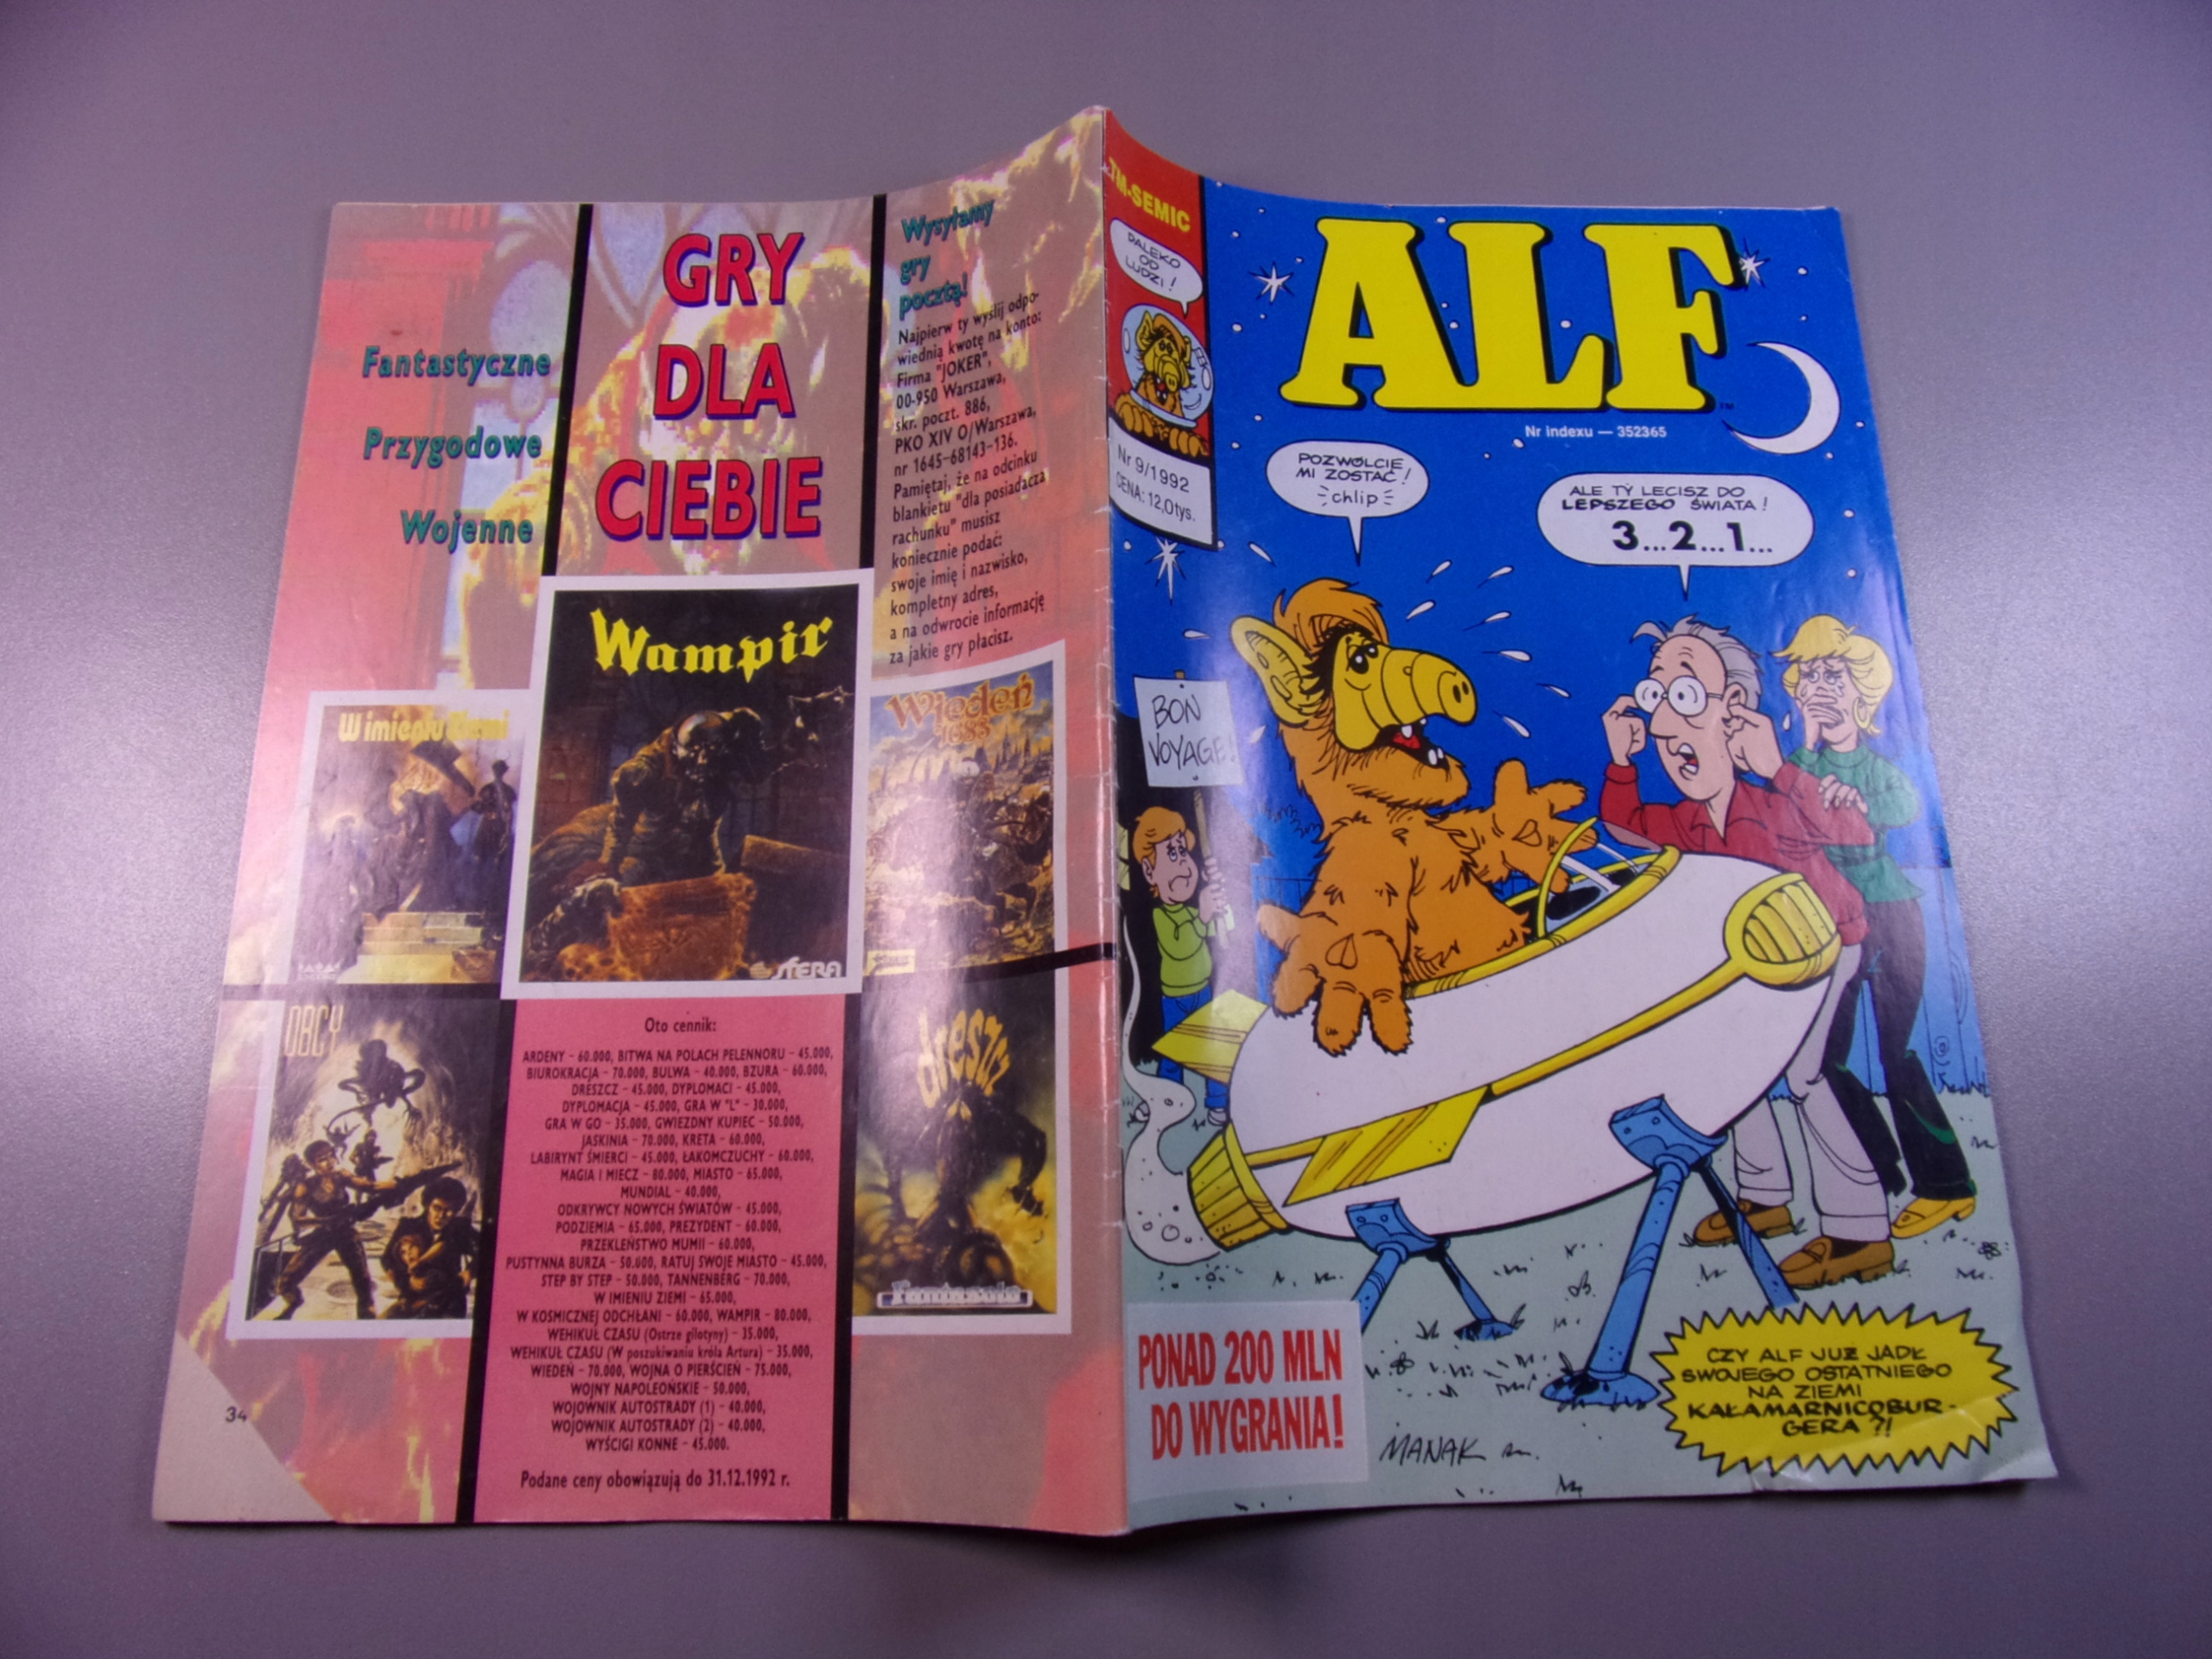 Fantastyczne
Przygodowe
Wojenne
GRY
DLA
CIEBIE
Wysyłamy
gry
pocztą!
Najpierw ty wyślij odpo-
wiednią kwotę na konto:
Firma "JOKER",
00-950 Warszawa,
skr. poczt. 886,
PKO XIV O/Warszawa,
nr 1645-68143-136.
Pamiętaj, że na odcinku
blankietu "dla posiadacza
rachunku" musisz
koniecznie podać:
swoje imię i nazwisko,
kompletny adres,
a na odwrocie informację
za jakie gry płacisz.
W imieniu Ziemi
Wampir
SFERA
Wiedeń
1683
OBCY
dreszcz
Fantasolo
Oto cennik:
ARDENY - 60.000, BITWA NA POLACH PELENNORU - 45.000,
BIUROKRACJA - 70.000, BULWA - 40.000, BZURA - 60.000,
DRESZCZ - 45.000, DYPLOMACI - 45.000,
DYPLOMACJA - 45.000, GRA W "L" - 30.000,
GRA W GO - 35.000, GWIEZDNY KUPIEC - 50.000,
JASKINIA - 70.000, KRETA - 60.000,
LABIRYNT ŚMIERCI - 45.000, ŁAKOMCZUCHY - 60.000,
MAGIA I MIECZ - 80.000, MIASTO - 65.000,
MUNDIAL - 40.000,
ODKRYWCY NOWYCH ŚWIATÓW - 45.000,
PODZIEMIA - 65.000, PREZYDENT - 60.000,
PRZEKLEŃSTWO MUMII - 60.000,
PUSTYNNA BURZA - 50.000, RATUJ SWOJE MIASTO - 45.000,
STEP BY STEP - 50.000, TANNENBERG - 70.000,
W IMIENIU ZIEMI - 65.000,
W KOSMICZNEJ ODCHŁANI - 60.000, WAMPIR - 80.000,
WEHIKUŁ CZASU (Ostrze gilotyny) - 35.000,
WEHIKUŁ CZASU (W poszukiwaniu króla Artura) - 35.000,
WIEDEŃ - 70.000, WOJNA O PIERŚCIEŃ - 75.000,
WOJNY NAPOLEOŃSKIE - 50.000,
WOJOWNIK AUTOSTRADY (1) - 40.000,
WOJOWNIK AUTOSTRADY (2) - 40.000,
WYŚCIGI KONNE - 45.000.
Podane ceny obowiązują do 31.12.1992 r.
34
TM-SEMIC
DALEKO
OD
LUDZI!
Nr 9/1992
CENA: 12,0tys.
ALF
TM
Nr indexu — 352365
POZWÓLCIE
MI ZOSTAĆ!
chlip
ALE TY LECISZ DO
LEPSZEGO ŚWIATA!
3...2...1...
BON
VOYAGE!
PONAD 200 MLN
DO WYGRANIA!
MANAK
CZY ALF JUŻ JADŁ
SWOJEGO OSTATNIEGO
NA ZIEMI
KAŁAMARNICOBUR-
GERA ?!